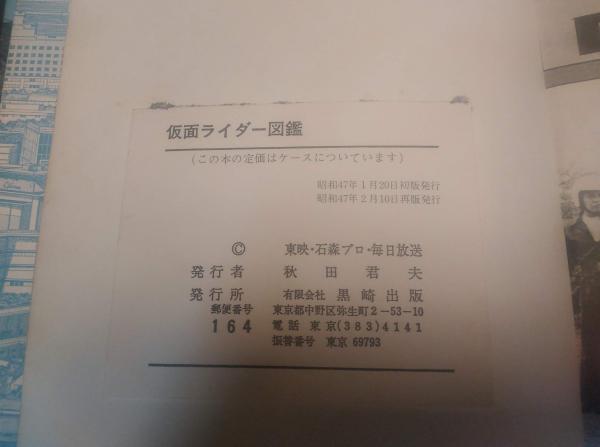 仮面ライダー図鑑
(この本の定価はケースについています)
昭和47年1月20日初版発行
昭和47年2月10日再版発行
© 東映・石森プロ・毎日放送
発行者 秋田君夫
発行所 有限会社 黒崎出版
郵便番号 東京都中野区弥生町2-53-10
164 電話 東京(383)4141
振替番号 東京 69793